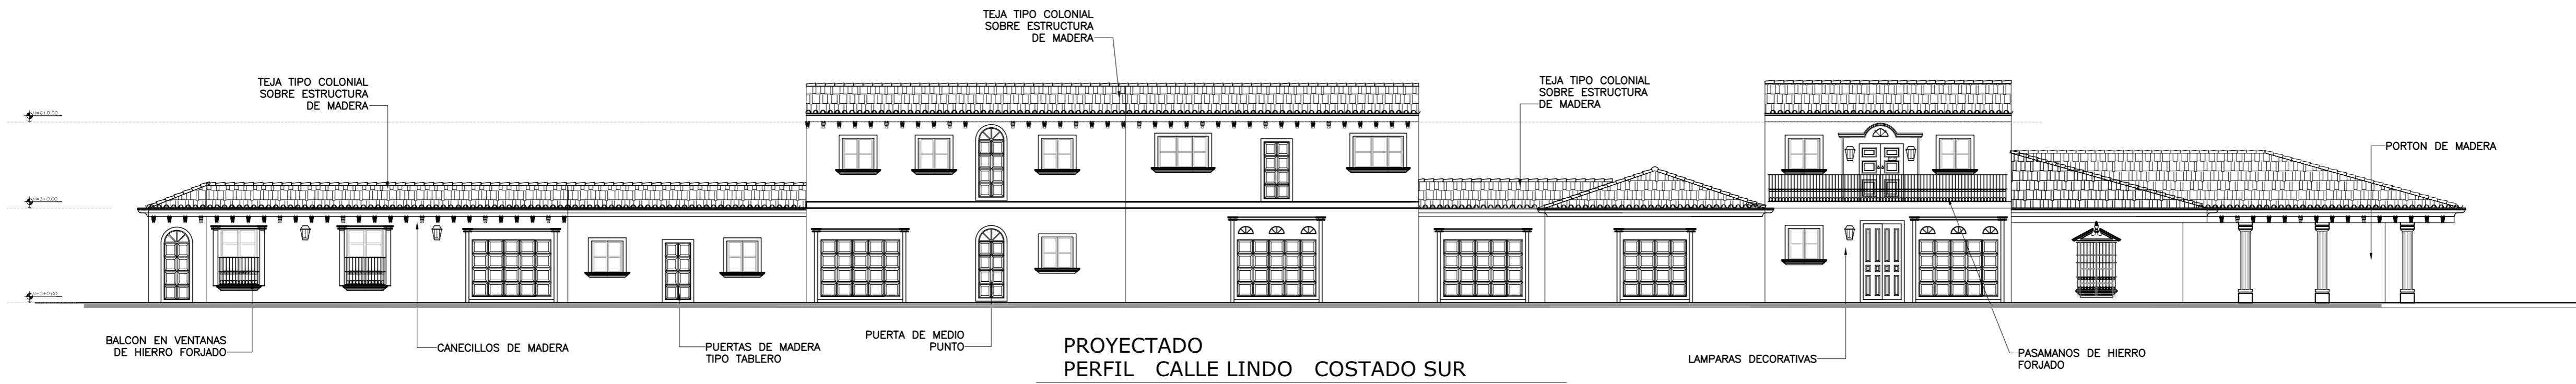 TEJA TIPO COLONIAL
SOBRE ESTRUCTURA
DE MADERA
TEJA TIPO COLONIAL
SOBRE ESTRUCTURA
DE MADERA
TEJA TIPO COLONIAL
SOBRE ESTRUCTURA
DE MADERA
PORTON DE MADERA
BALCON EN VENTANAS
DE HIERRO FORJADO
CANECILLOS DE MADERA
PUERTAS DE MADERA
TIPO TABLERO
PUERTA DE MEDIO
PUNTO
LAMPARAS DECORATIVAS
PASAMANOS DE HIERRO
FORJADO
PROYECTADO
PERFIL CALLE LINDO COSTADO SUR